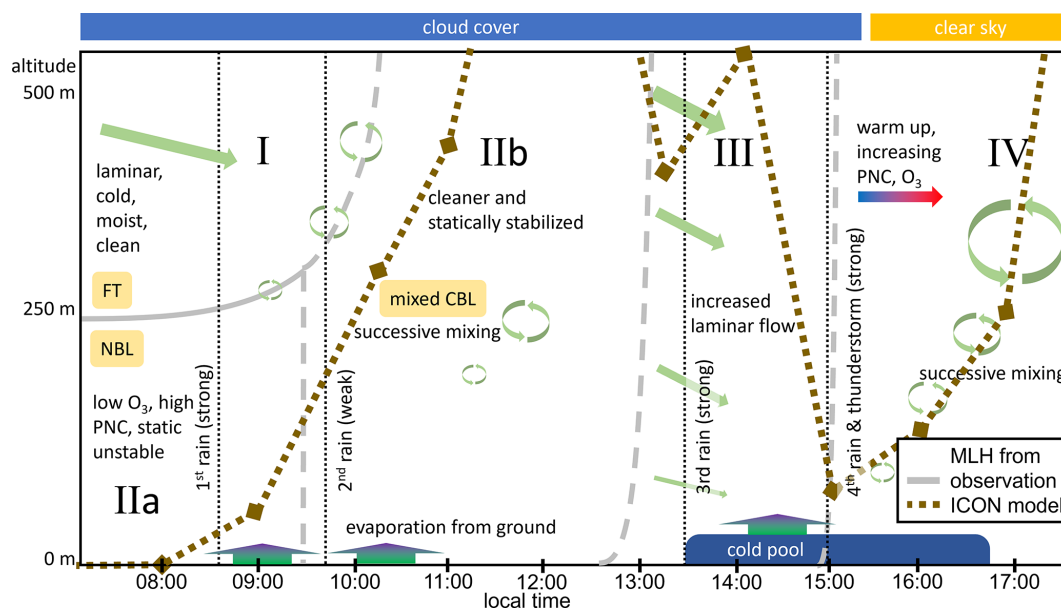 cloud cover
clear sky
altitude
500 m
250 m
0 m
I
IIb
III
IV
IIa
laminar,
cold,
moist,
clean
FT
NBL
low O₃, high
PNC, static
unstable
1st rain (strong)
2nd rain (weak)
cleaner and
statically stabilized
mixed CBL
successive mixing
evaporation from ground
increased
laminar flow
3rd rain (strong)
cold pool
4th rain & thunderstorm (strong)
warm up,
increasing
PNC, O₃
successive mixing
MLH from
observation
ICON model
08:00
09:00
10:00
11:00
12:00
13:00
14:00
15:00
16:00
17:00
local time